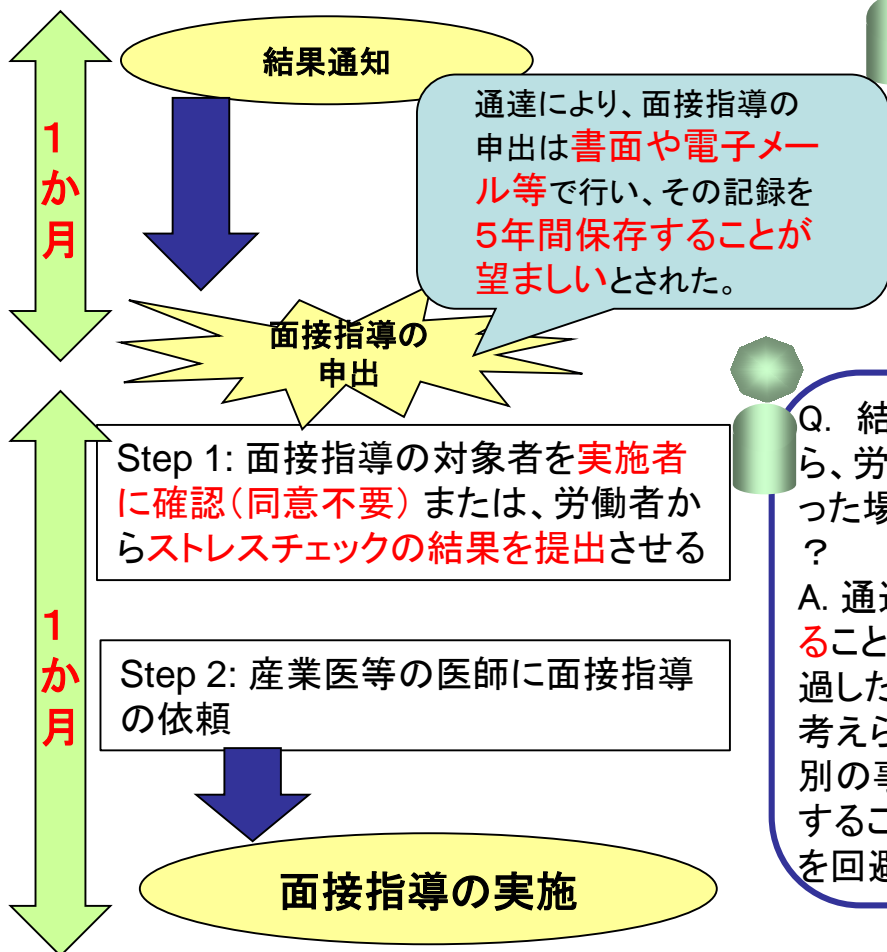 結果通知
通達により、面接指導の
申出は書面や電子メー
ル等で行い、その記録を
5年間保存することが
望ましいとされた。
1
か
月
面接指導の
申出
Step 1: 面接指導の対象者を実施者
に確認（同意不要） または、労働者か
らストレスチェックの結果を提出させる
Step 2: 産業医等の医師に面接指導
の依頼
1
か
月
面接指導の実施
Q. 結
ら、労
った場
？
A. 通
ること
過した
考えら
別の
するこ
を回